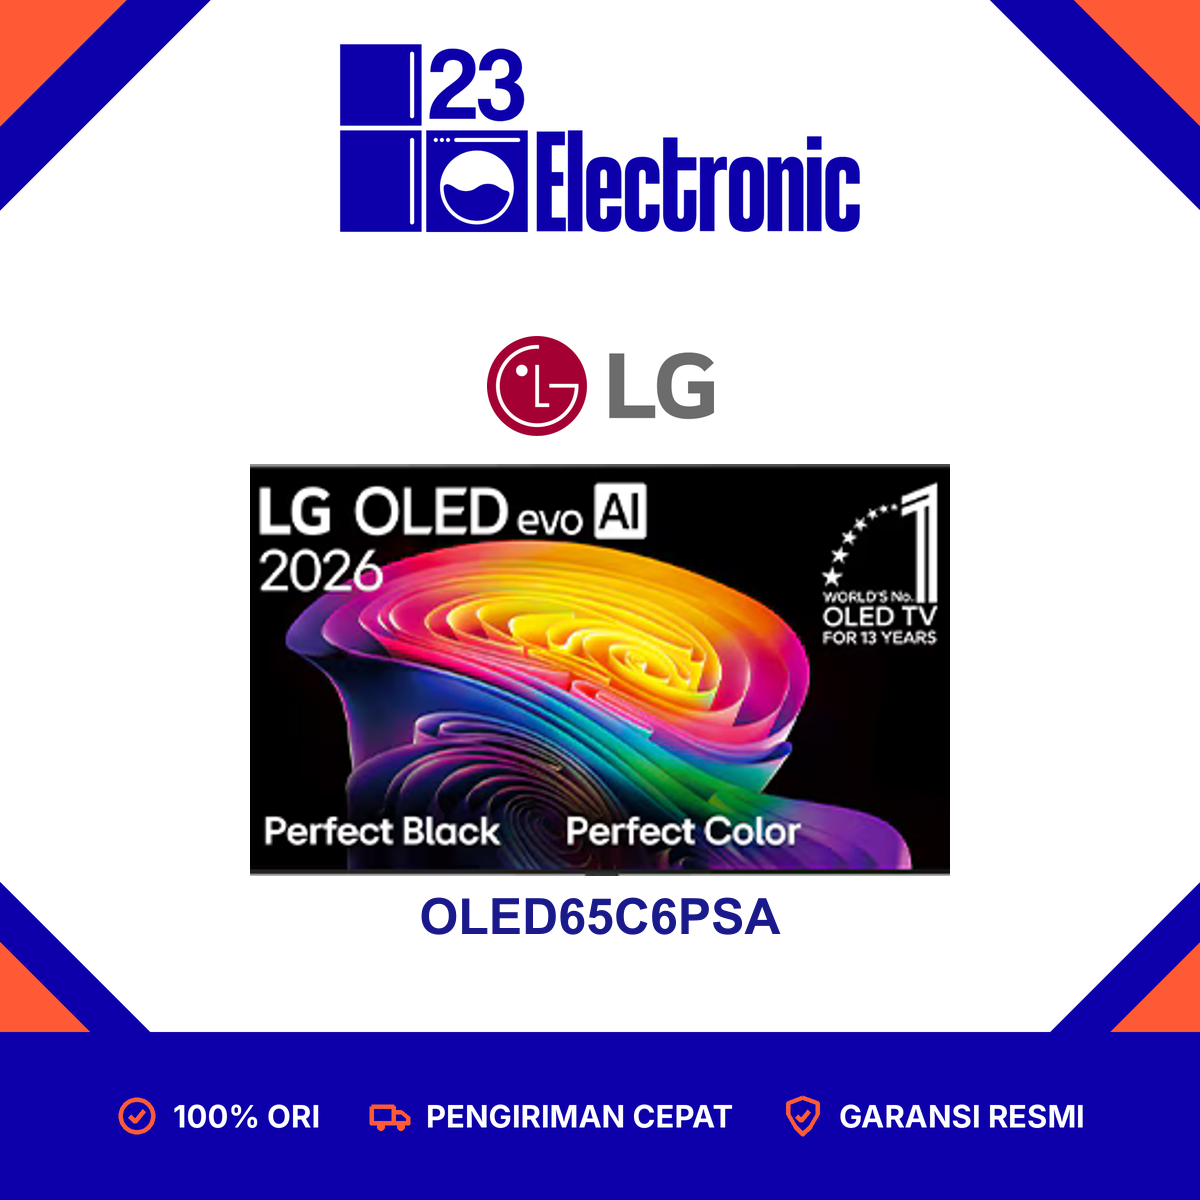 23
Electronic
LG
LG OLED evo AI
2026
1
WORLD'S No.
OLED TV
FOR 13 YEARS
Perfect Black
Perfect Color
OLED65C6PSA
100% ORI
PENGIRIMAN CEPAT
GARANSI RESMI